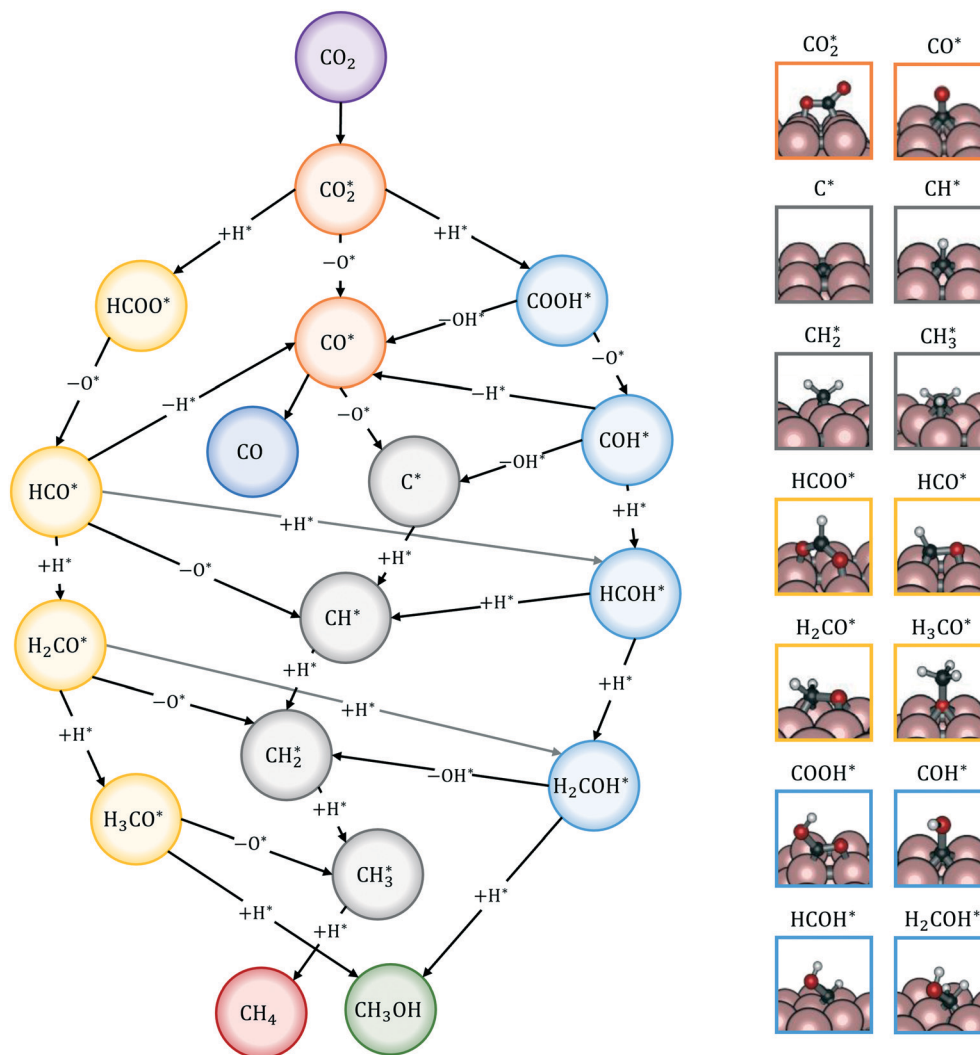 CO₂
CO₂*
+H*
−O*
+H*
HCOO*
CO*
COOH*
−OH*
−O*
−H*
−H*
−O*
CO
C*
COH*
−OH*
HCO*
+H*
+H*
+H*
+H*
−O*
CH*
HCOH*
+H*
H₂CO*
+H*
+H*
−O*
+H*
+H*
CH₂*
−OH*
H₂COH*
H₃CO*
+H*
−O*
CH₃*
+H*
+H*
+H*
CH₄
CH₃OH
CO₂* CO*
C* CH*
CH₂* CH₃*
HCOO* HCO*
H₂CO* H₃CO*
COOH* COH*
HCOH* H₂COH*